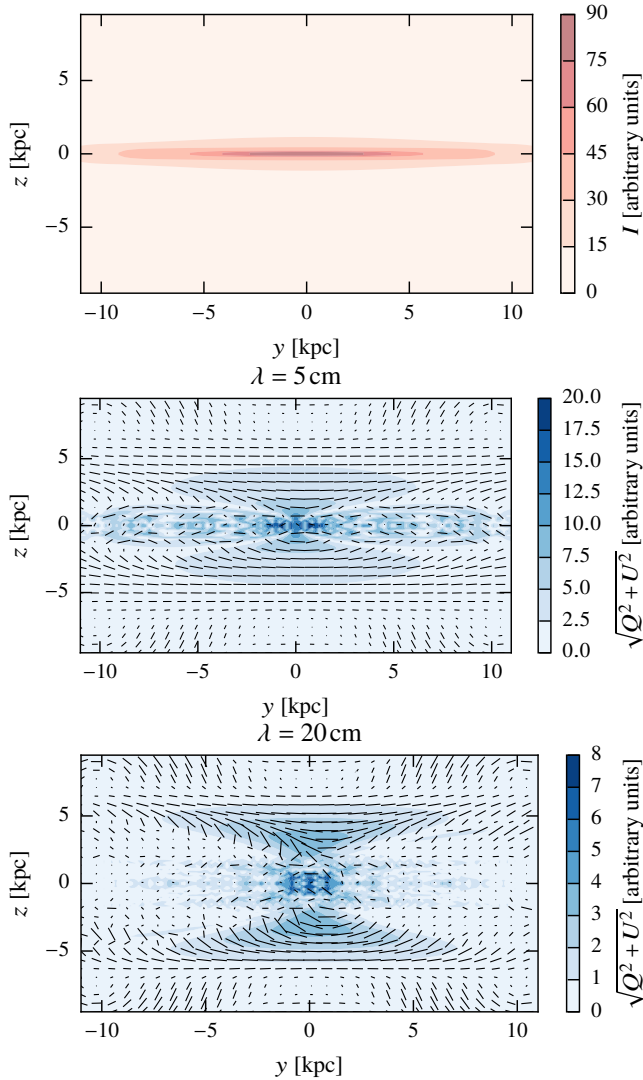 90
75
60
45
30
15
0
I [arbitrary units]
5
0
−5
z [kpc]
−10 −5 0 5 10
y [kpc]
λ = 5 cm
20.0
17.5
15.0
12.5
10.0
7.5
5.0
2.5
0.0
√Q² + U² [arbitrary units]
5
0
−5
z [kpc]
−10 −5 0 5 10
y [kpc]
λ = 20 cm
8
7
6
5
4
3
2
1
0
√Q² + U² [arbitrary units]
5
0
−5
z [kpc]
−10 −5 0 5 10
y [kpc]